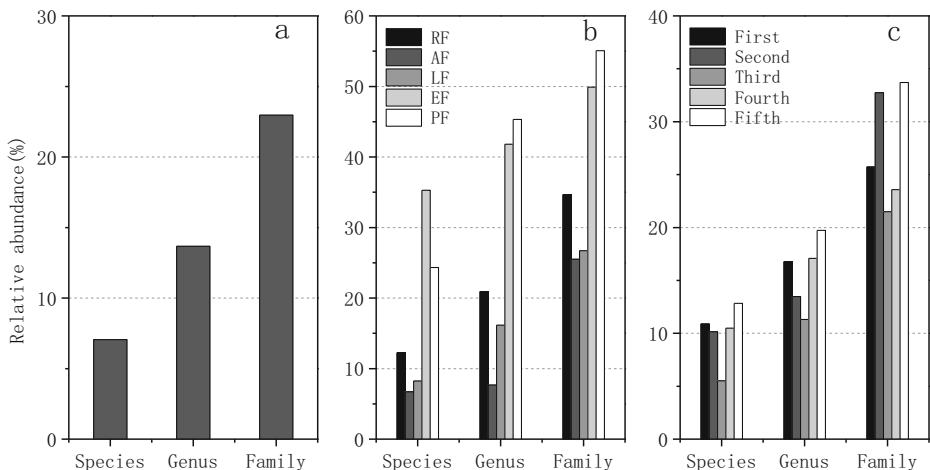 Relative abundance(%)
30
20
10
0
Species Genus Family
a
60
50
40
30
20
10
0
Species Genus Family
b
RF
AF
LF
EF
PF
40
30
20
10
0
Species Genus Family
c
First
Second
Third
Fourth
Fifth